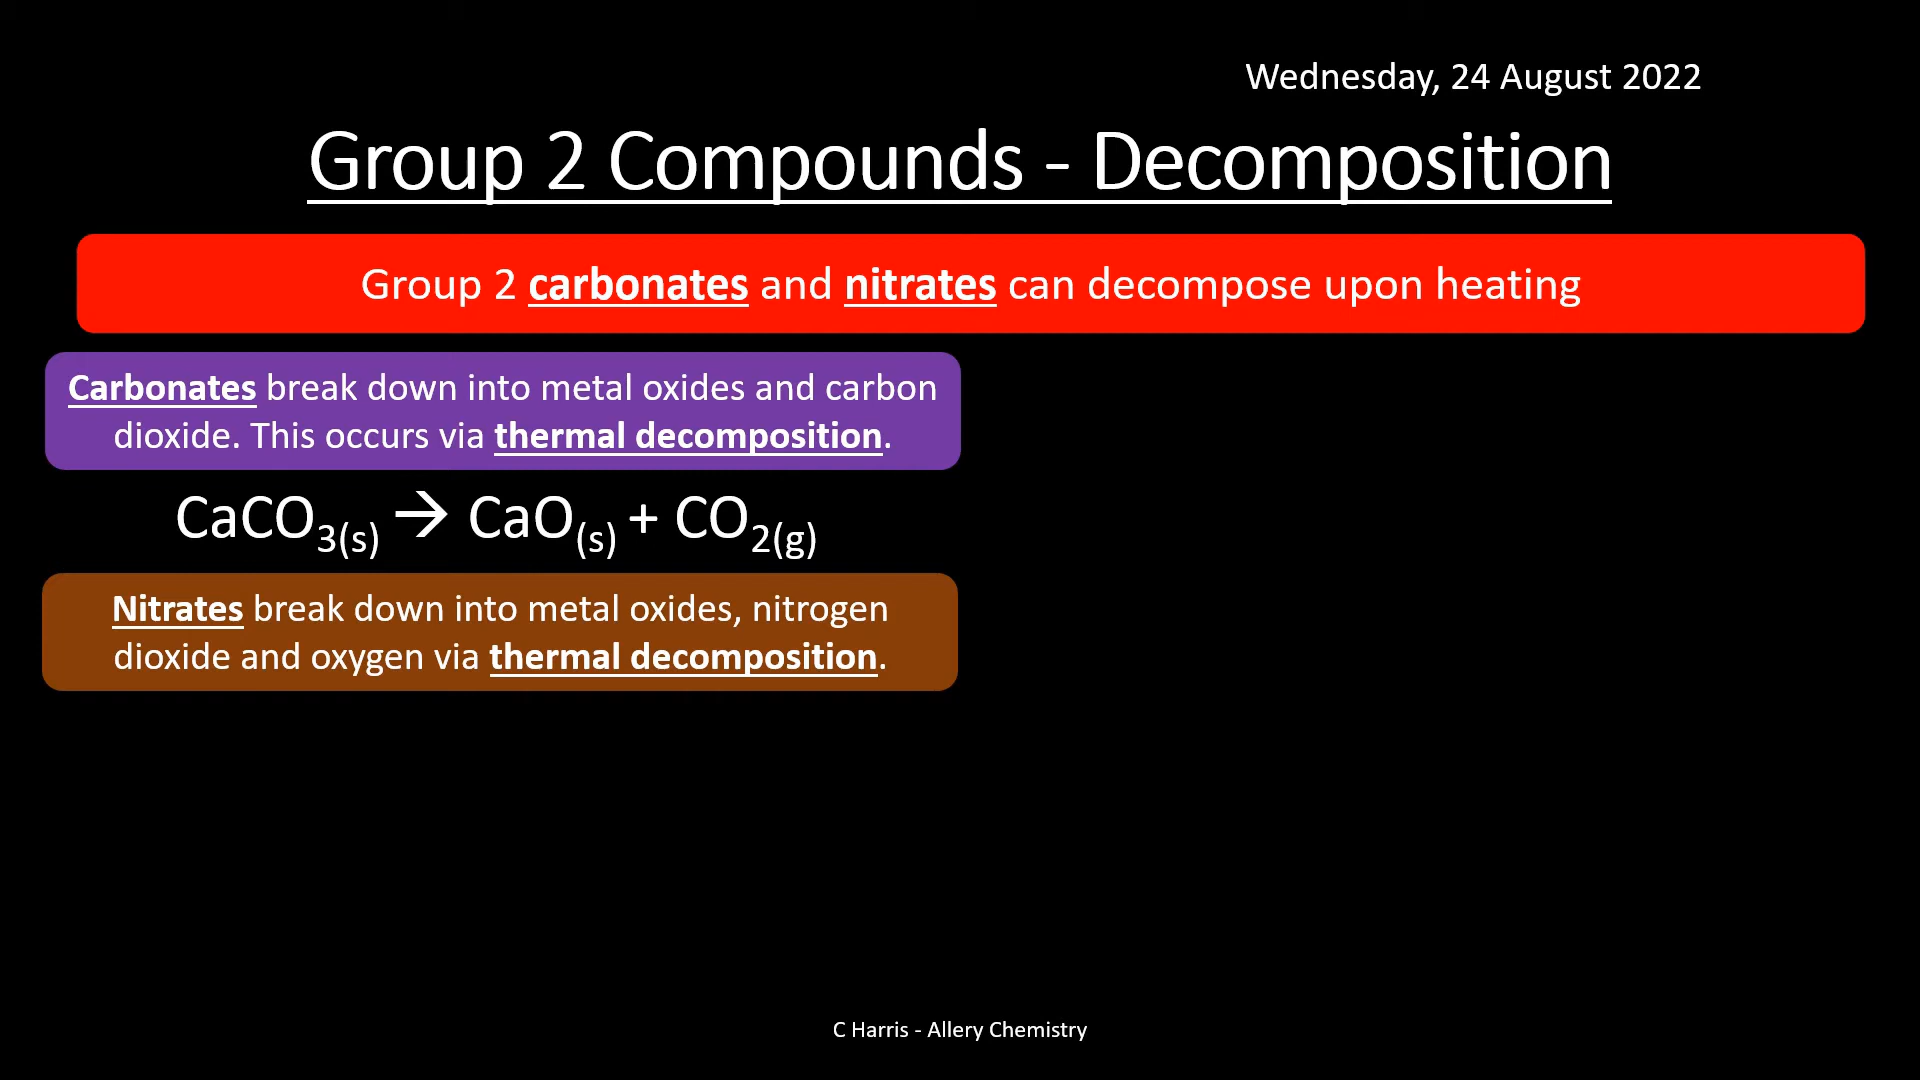 Wednesday, 24 August 2022
Group 2 Compounds - Decomposition
Group 2 carbonates and nitrates can decompose upon heating
Carbonates break down into metal oxides and carbon
dioxide. This occurs via thermal decomposition.
CaCO₃(s) → CaO(s) + CO₂(g)
Nitrates break down into metal oxides, nitrogen
dioxide and oxygen via thermal decomposition.
C Harris - Allery Chemistry